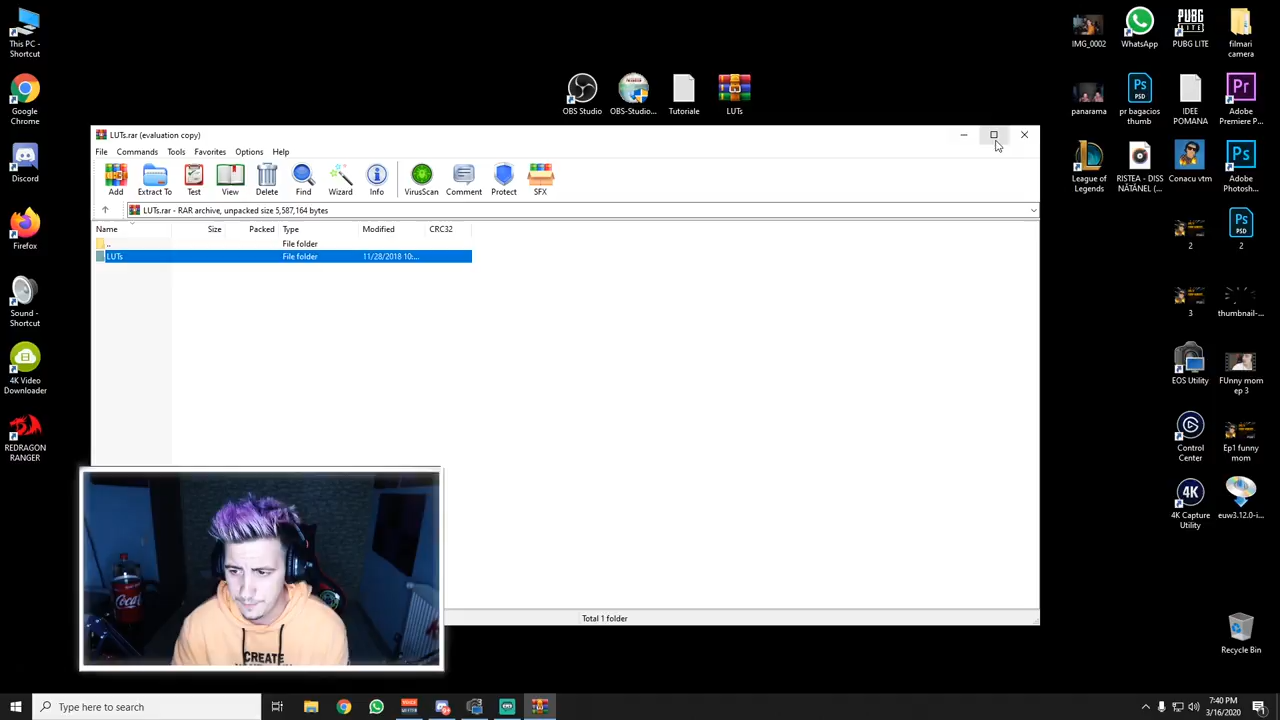 This PC - Shortcut
Google Chrome
Discord
Firefox
Sound - Shortcut
4K Video Downloader
REDRAGON RANGER
OBS Studio
OBS-Studio...
Tutoriale
LUTs
IMG_0002
WhatsApp
PUBG LITE
PUBG LITE
filmari camera
panarama
PSD
pr bagacios thumb
IDEE POMANA
Adobe Premiere P...
League of Legends
RISTEA - DISS NĂTĂNEL (...
Conacu vtm
Adobe Photosh...
2
PSD
2
3
thumbnail-...
EOS Utility
FUnny mom ep 3
Control Center
Ep1 funny mom
4K
4K Capture Utility
euw3.12.0-i...
Recycle Bin
LUTs.rar (evaluation copy)
File Commands Tools Favorites Options Help
Add Extract To Test View Delete Find Wizard Info VirusScan Comment Protect SFX
LUTs.rar - RAR archive, unpacked size 5,587,164 bytes
Name Size Packed Type Modified CRC32
.. File folder
LUTs File folder 11/28/2018 10:...
Total 1 folder
CREATE
Type here to search
7:40 PM
3/16/2020